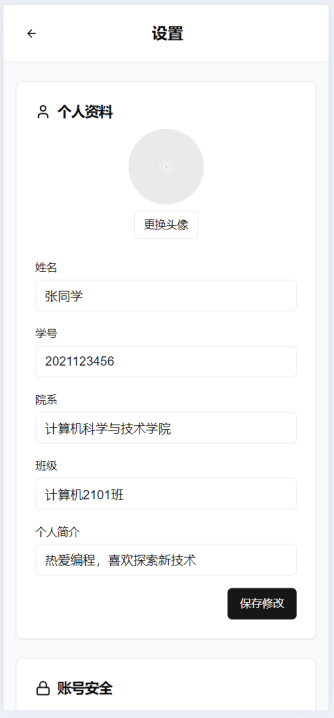 设置
个人资料
更换头像
姓名
张同学
学号
2021123456
院系
计算机科学与技术学院
班级
计算机2101班
个人简介
热爱编程，喜欢探索新技术
保存修改
账号安全